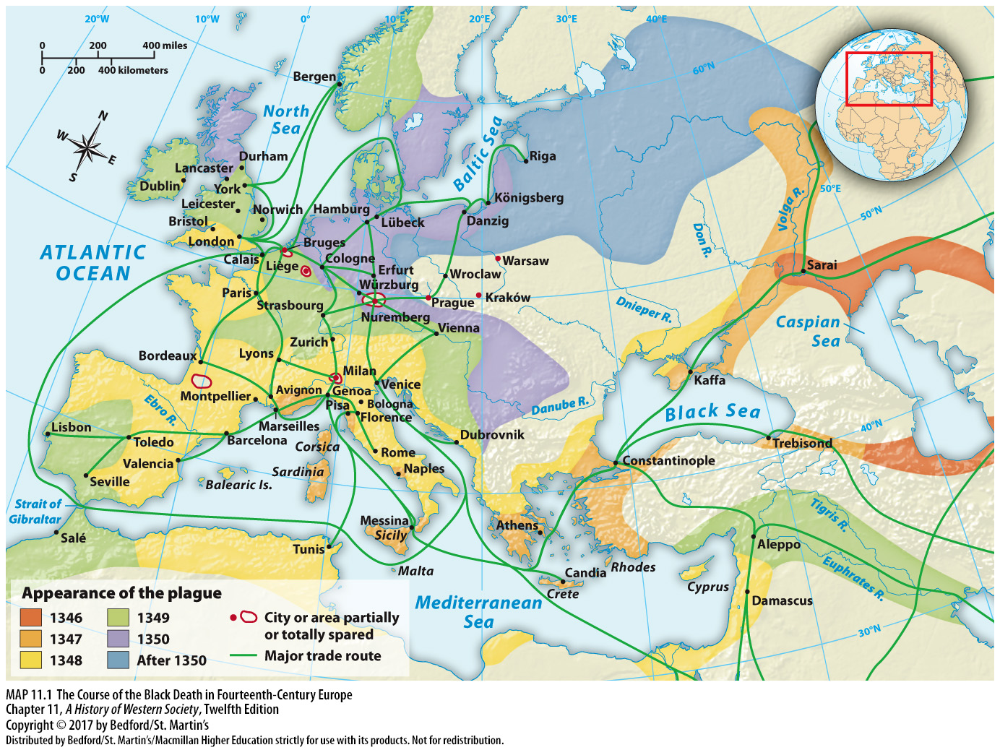 20°W
10°W
0°
10°E
20°E
30°E
40°E
0 200 400 miles
0 200 400 kilometers
N
W
E
S
60°N
50°E
50°N
40°N
30°N
Bergen
North
Sea
Baltic Sea
Durham
Lancaster
Dublin
York
Leicester
Norwich
Bristol
London
Riga
Königsberg
Hamburg
Lübeck
Danzig
ATLANTIC
OCEAN
Calais
Bruges
Liège
Cologne
Erfurt
Würzburg
Warsaw
Wroclaw
Kraków
Prague
Paris
Strasbourg
Nuremberg
Vienna
Zurich
Volga R.
Don R.
Dnieper R.
Sarai
Caspian
Sea
Bordeaux
Lyons
Milan
Venice
Avignon
Genoa
Montpellier
Pisa
Bologna
Florence
Kaffa
Danube R.
Black Sea
Ebro R.
Lisbon
Toledo
Marseilles
Barcelona
Corsica
Dubrovnik
Trebisond
Constantinople
Valencia
Rome
Naples
Sardinia
Seville
Balearic Is.
Strait of
Gibraltar
Salé
Tunis
Messina
Sicily
Malta
Athens
Candia
Crete
Rhodes
Cyprus
Tigris R.
Aleppo
Euphrates R.
Damascus
Mediterranean
Sea
Appearance of the plague
1346
1347
1348
1349
1350
After 1350
City or area partially
or totally spared
Major trade route
MAP 11.1 The Course of the Black Death in Fourteenth-Century Europe
Chapter 11, A History of Western Society, Twelfth Edition
Copyright © 2017 by Bedford/St. Martin's
Distributed by Bedford/St. Martin's/Macmillan Higher Education strictly for use with its products. Not for redistribution.